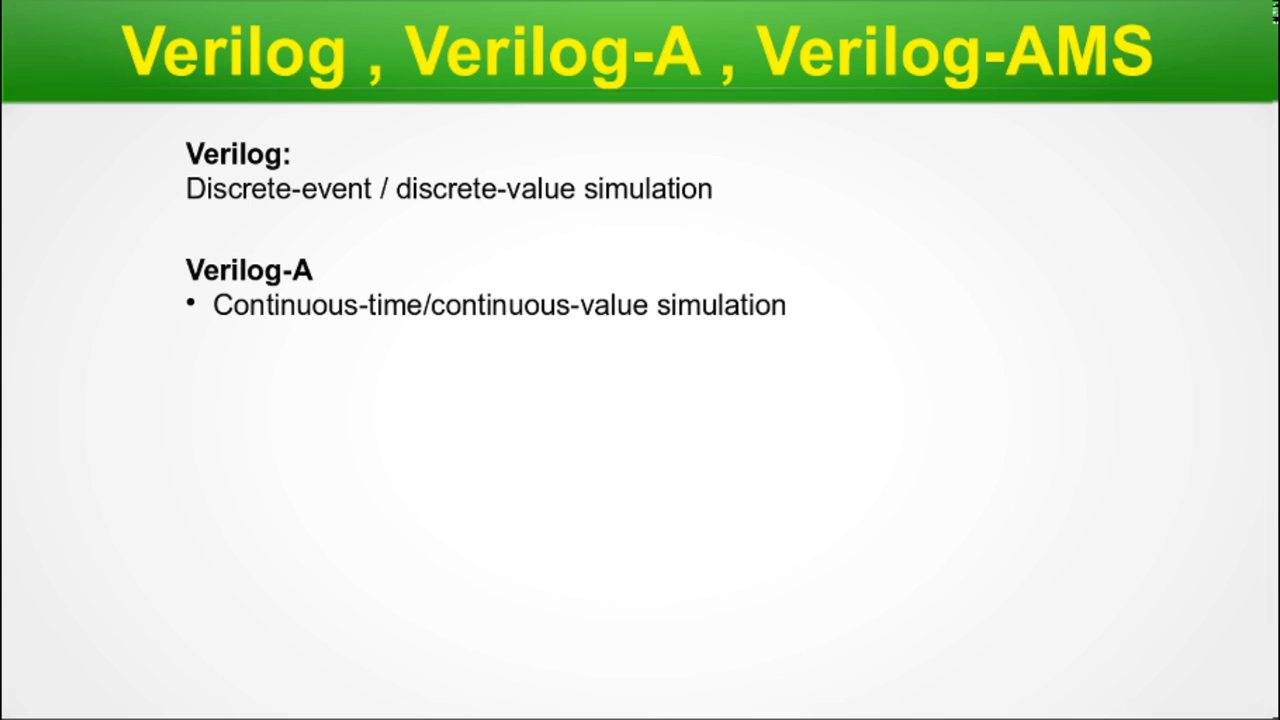 Verilog , Verilog-A , Verilog-AMS
Verilog:
Discrete-event / discrete-value simulation
Verilog-A
• Continuous-time/continuous-value simulation